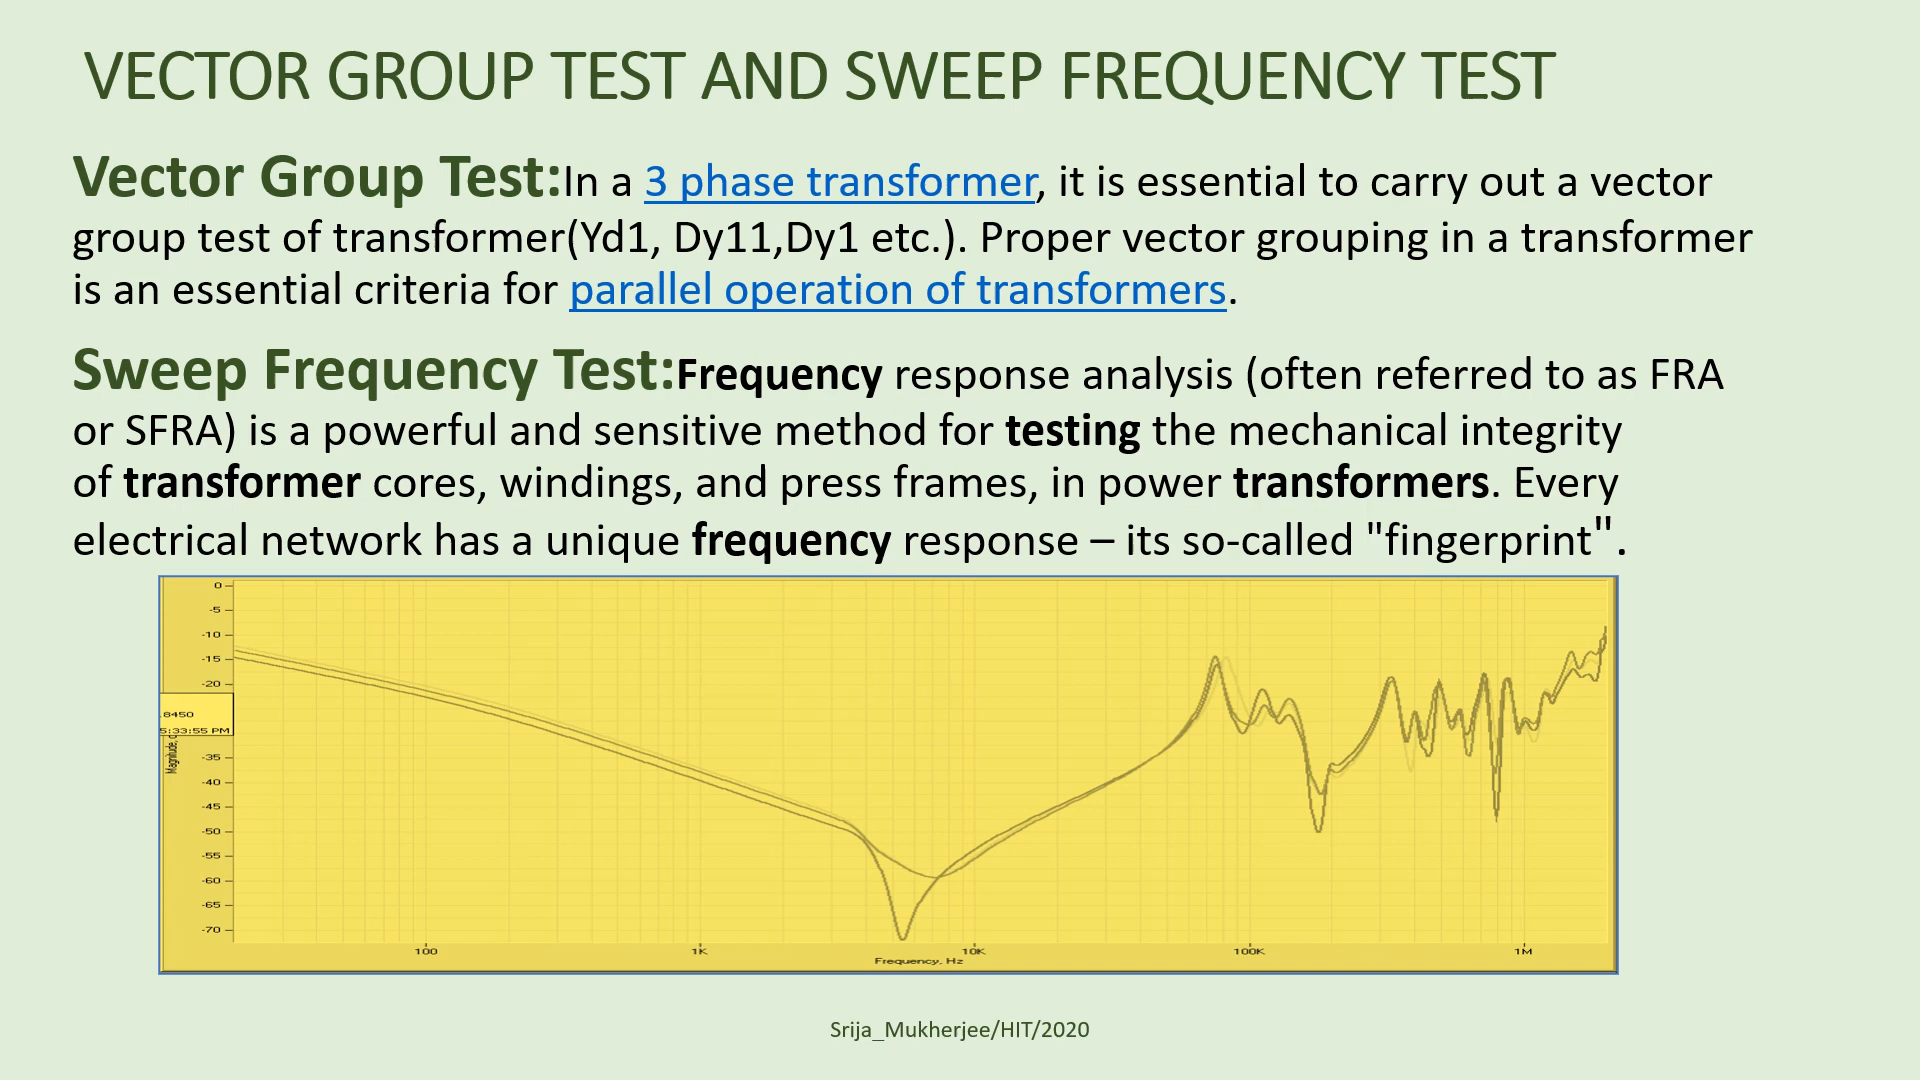 VECTOR GROUP TEST AND SWEEP FREQUENCY TEST
Vector Group Test:In a 3 phase transformer, it is essential to carry out a vector
group test of transformer(Yd1, Dy11,Dy1 etc.). Proper vector grouping in a transformer
is an essential criteria for parallel operation of transformers.
Sweep Frequency Test:Frequency response analysis (often referred to as FRA
or SFRA) is a powerful and sensitive method for testing the mechanical integrity
of transformer cores, windings, and press frames, in power transformers. Every
electrical network has a unique frequency response – its so-called "fingerprint".
0
-5
-10
-15
-20
.8450
5:33:55 PM
Magnitude,
-35
-40
-45
-50
-55
-60
-65
-70
100 1K 10K 100K 1M
Frequency, Hz
Srija_Mukherjee/HIT/2020